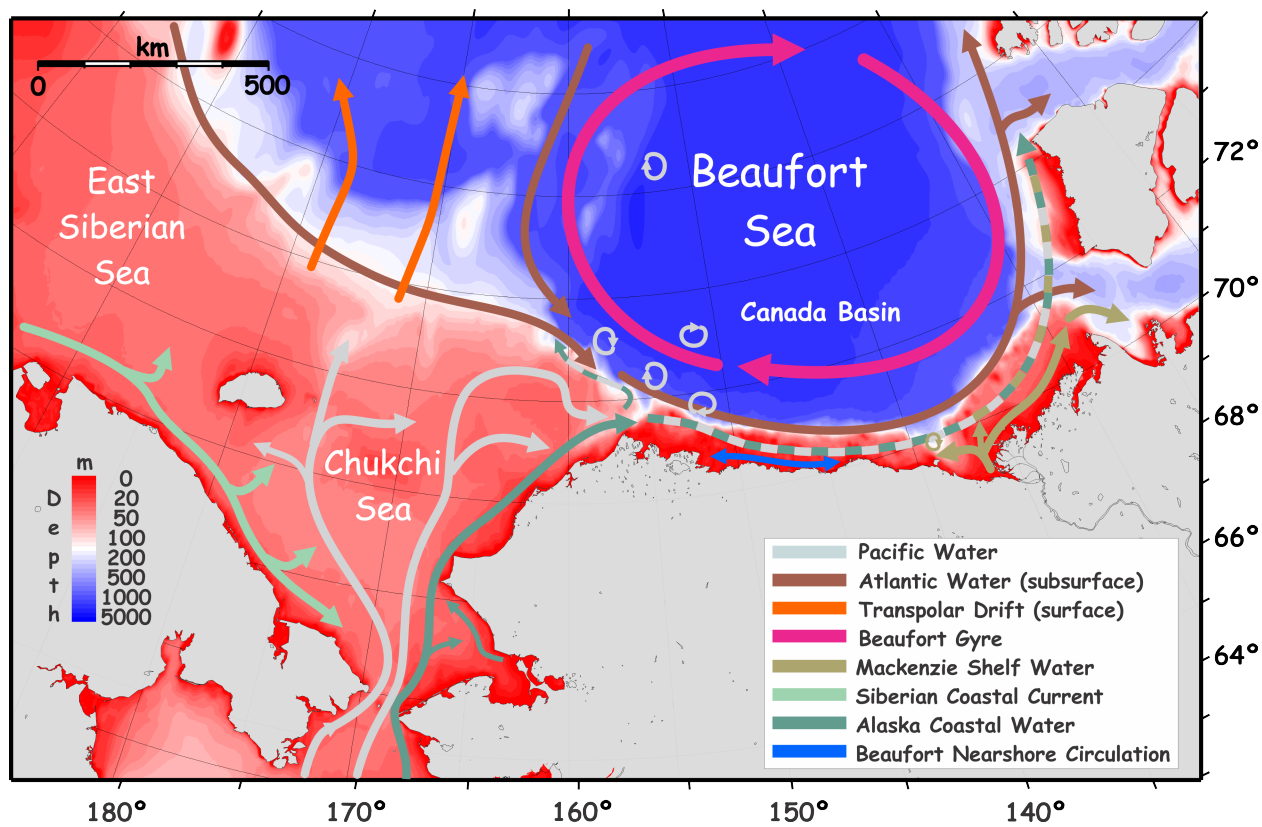 km
0 500
East
Siberian
Sea
Beaufort
Sea
Canada Basin
Chukchi
Sea
m
Depth
0
20
50
100
200
500
1000
5000
72°
70°
68°
66°
64°
Pacific Water
Atlantic Water (subsurface)
Transpolar Drift (surface)
Beaufort Gyre
Mackenzie Shelf Water
Siberian Coastal Current
Alaska Coastal Water
Beaufort Nearshore Circulation
180° 170° 160° 150° 140°